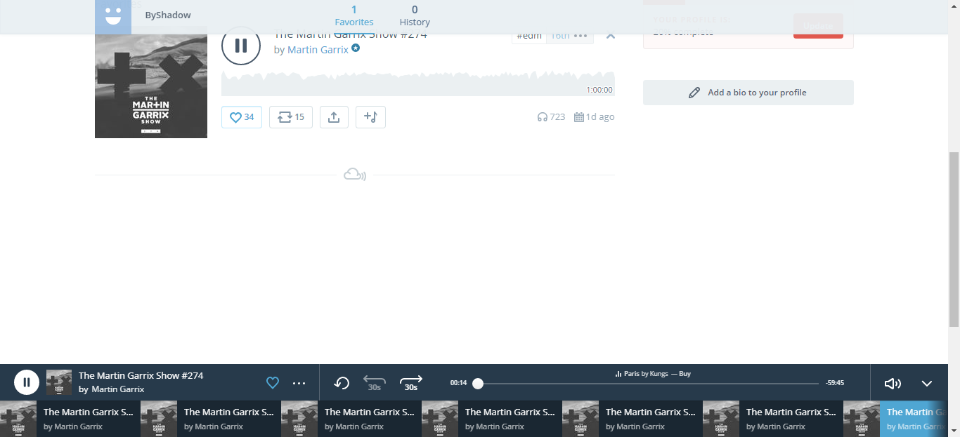 ByShadow
1
Favorites
0
History
The Martin Garrix Show #274
by Martin Garrix
#edm
1:00:00
34
15
723
1d ago
THE
MAR+IN
GARRIX
SHOW
Add a bio to your profile
The Martin Garrix Show #274
by Martin Garrix
30s
30s
00:14
Paris by Kungs — Buy
-59:45
The Martin Garrix S...
by Martin Garrix
The Martin Garrix S...
by Martin Garrix
The Martin Garrix S...
by Martin Garrix
The Martin Garrix S...
by Martin Garrix
The Martin Garrix S...
by Martin Garrix
The Martin Garrix S...
by Martin Garrix
The Martin G
by Martin Garr